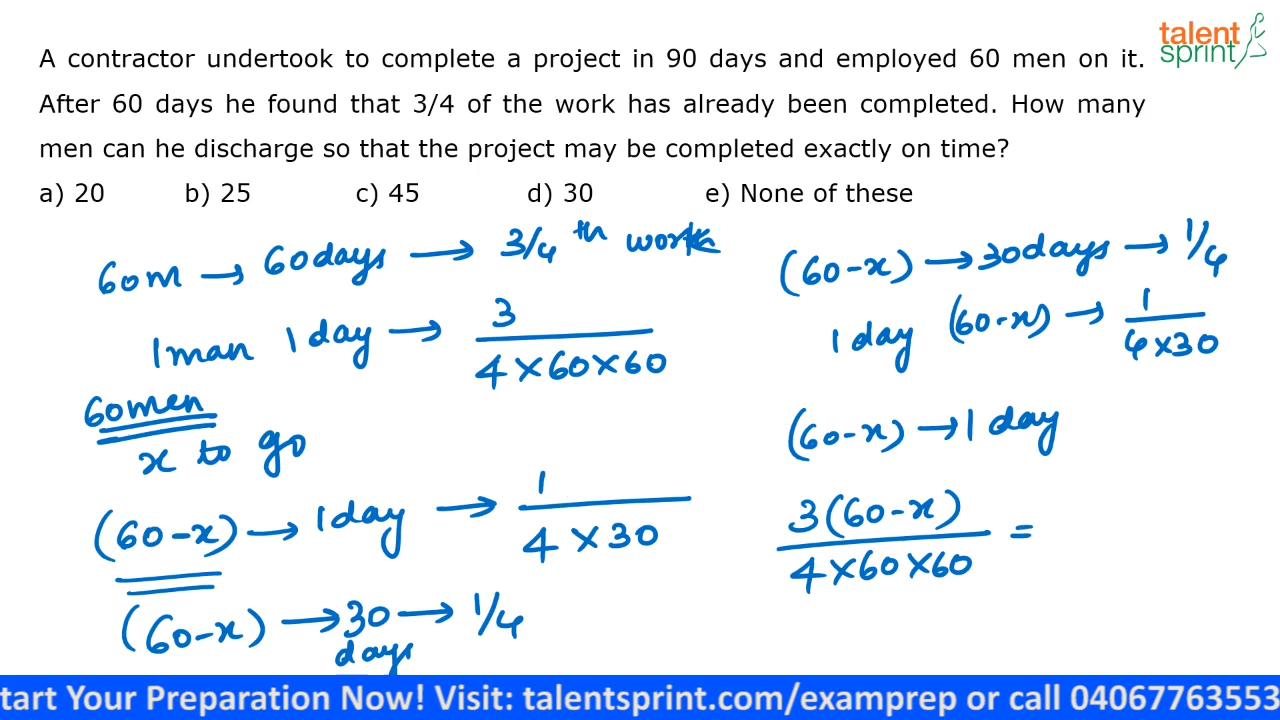 talent
sprint
A contractor undertook to complete a project in 90 days and employed 60 men on it.
After 60 days he found that 3/4 of the work has already been completed. How many
men can he discharge so that the project may be completed exactly on time?
a) 20 b) 25 c) 45 d) 30 e) None of these
60m → 60days → 3/4 th work
1man 1day → 3
4×60×60
60men
x to go
(60-x) → 1day → 1
4×30
(60-x) → 30 → 1/4
days
(60-x) → 30days → 1/4
1day (60-x) → 1
4×30
(60-x) → 1 day
3(60-x) =
4×60×60
tart Your Preparation Now! Visit: talentsprint.com/examprep or call 04067763553